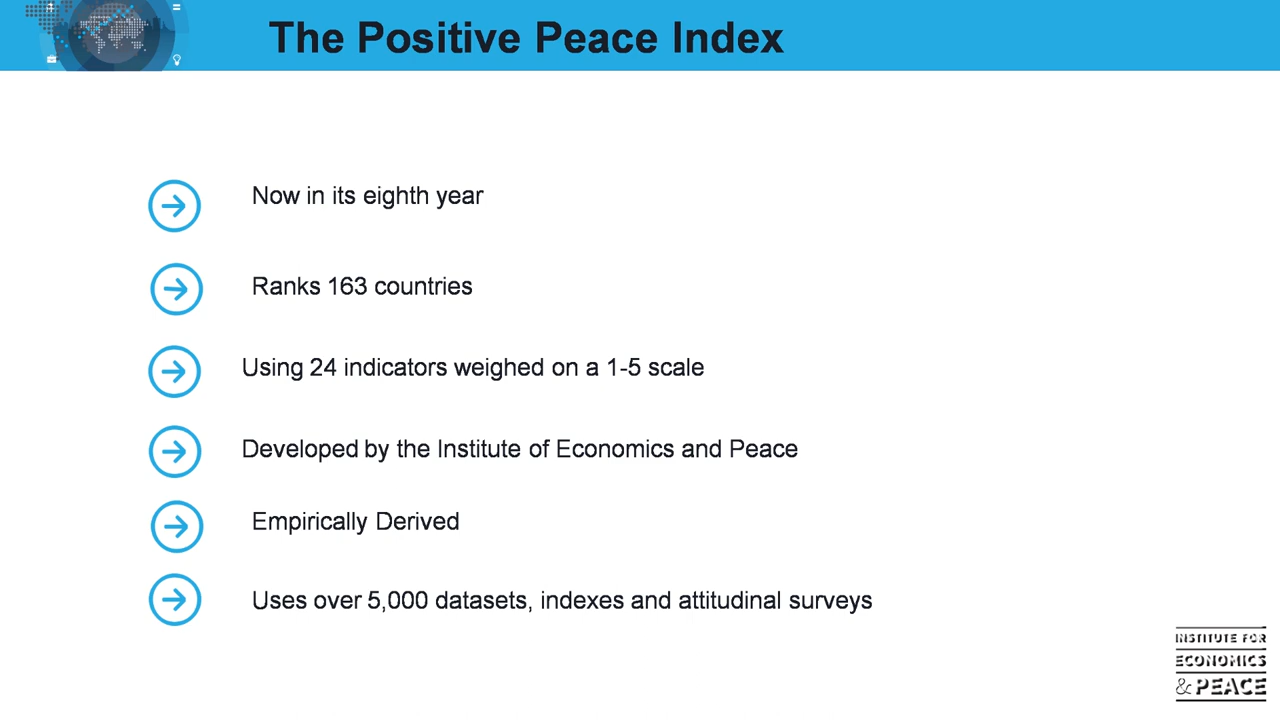 The Positive Peace Index
Now in its eighth year
Ranks 163 countries
Using 24 indicators weighed on a 1-5 scale
Developed by the Institute of Economics and Peace
Empirically Derived
Uses over 5,000 datasets, indexes and attitudinal surveys
INSTITUTE FOR
ECONOMICS
& PEACE